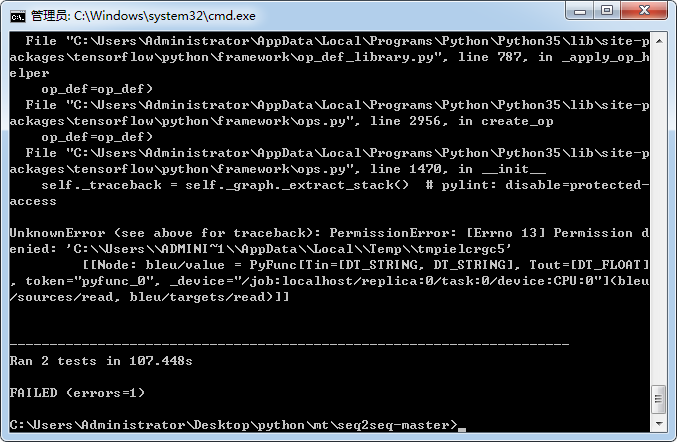 管理员: C:\Windows\system32\cmd.exe
File "C:\Users\Administrator\AppData\Local\Programs\Python\Python35\lib\site-p
ackages\tensorflow\python\framework\op_def_library.py", line 787, in _apply_op_h
elper
op_def=op_def)
File "C:\Users\Administrator\AppData\Local\Programs\Python\Python35\lib\site-p
ackages\tensorflow\python\framework\ops.py", line 2956, in create_op
op_def=op_def)
File "C:\Users\Administrator\AppData\Local\Programs\Python\Python35\lib\site-p
ackages\tensorflow\python\framework\ops.py", line 1470, in __init__
self._traceback = self._graph._extract_stack()  # pylint: disable=protected-
access
UnknownError (see above for traceback): PermissionError: [Errno 13] Permission d
enied: 'C:\\Users\\ADMINI~1\\AppData\\Local\\Temp\\tmpielcrgc5'
[[Node: bleu/value = PyFunc[Tin=[DT_STRING, DT_STRING], Tout=[DT_FLOAT]
, token="pyfunc_0", _device="/job:localhost/replica:0/task:0/device:CPU:0"](bleu
/sources/read, bleu/targets/read)]]
----------------------------------------------------------------------
Ran 2 tests in 107.448s
FAILED (errors=1)
C:\Users\Administrator\Desktop\python\mt\seq2seq-master>